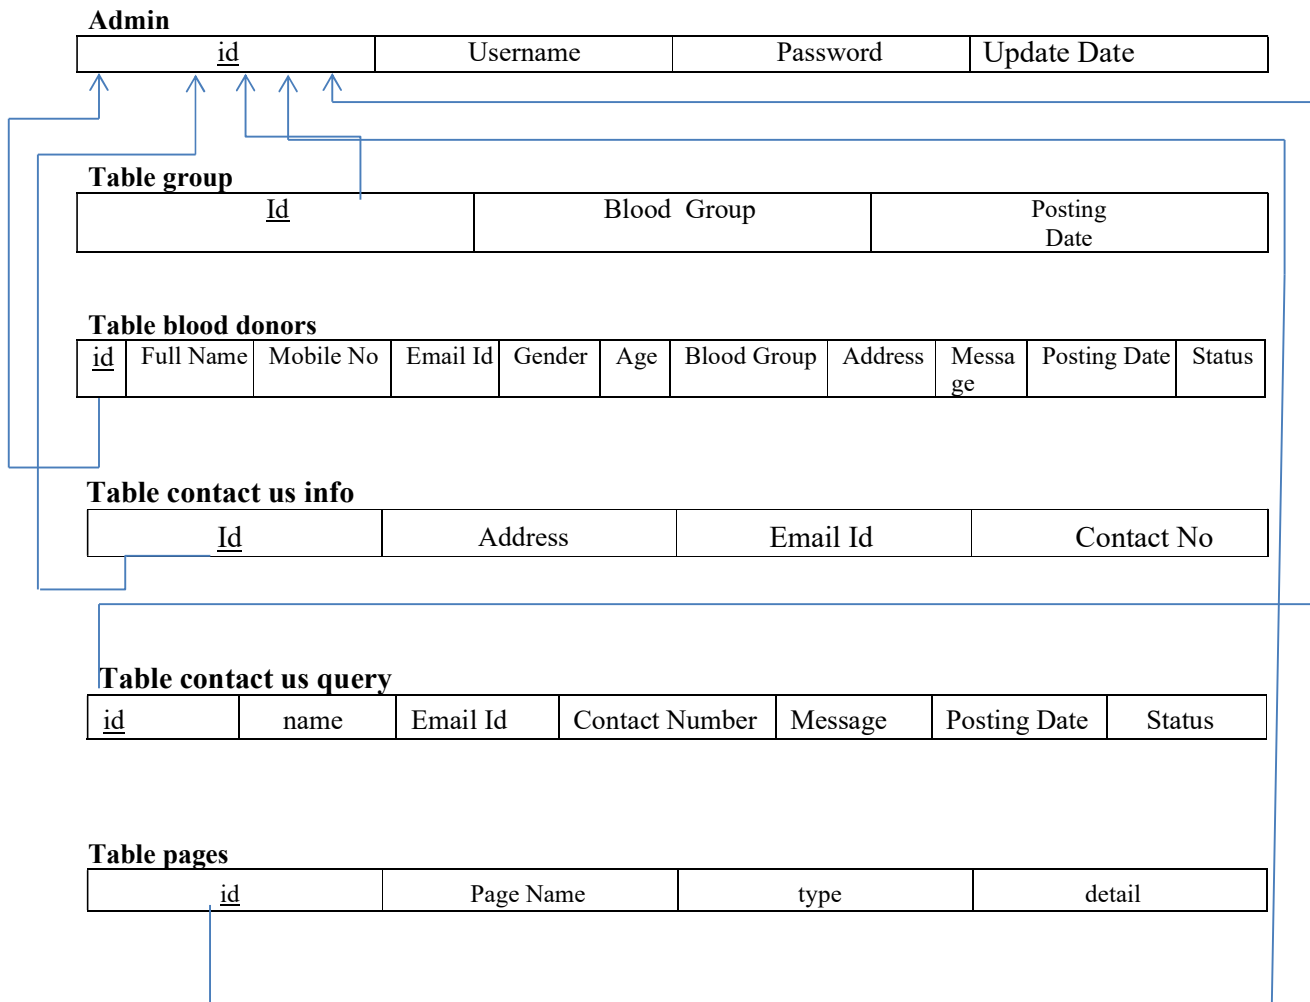 Admin
id Username Password Update Date
Table group
Id Blood Group Posting
Date
Table blood donors
id Full Name Mobile No Email Id Gender Age Blood Group Address Messa Posting Date Status
ge
Table contact us info
Id Address Email Id Contact No
Table contact us query
id name Email Id Contact Number Message Posting Date Status
Table pages
id Page Name type detail